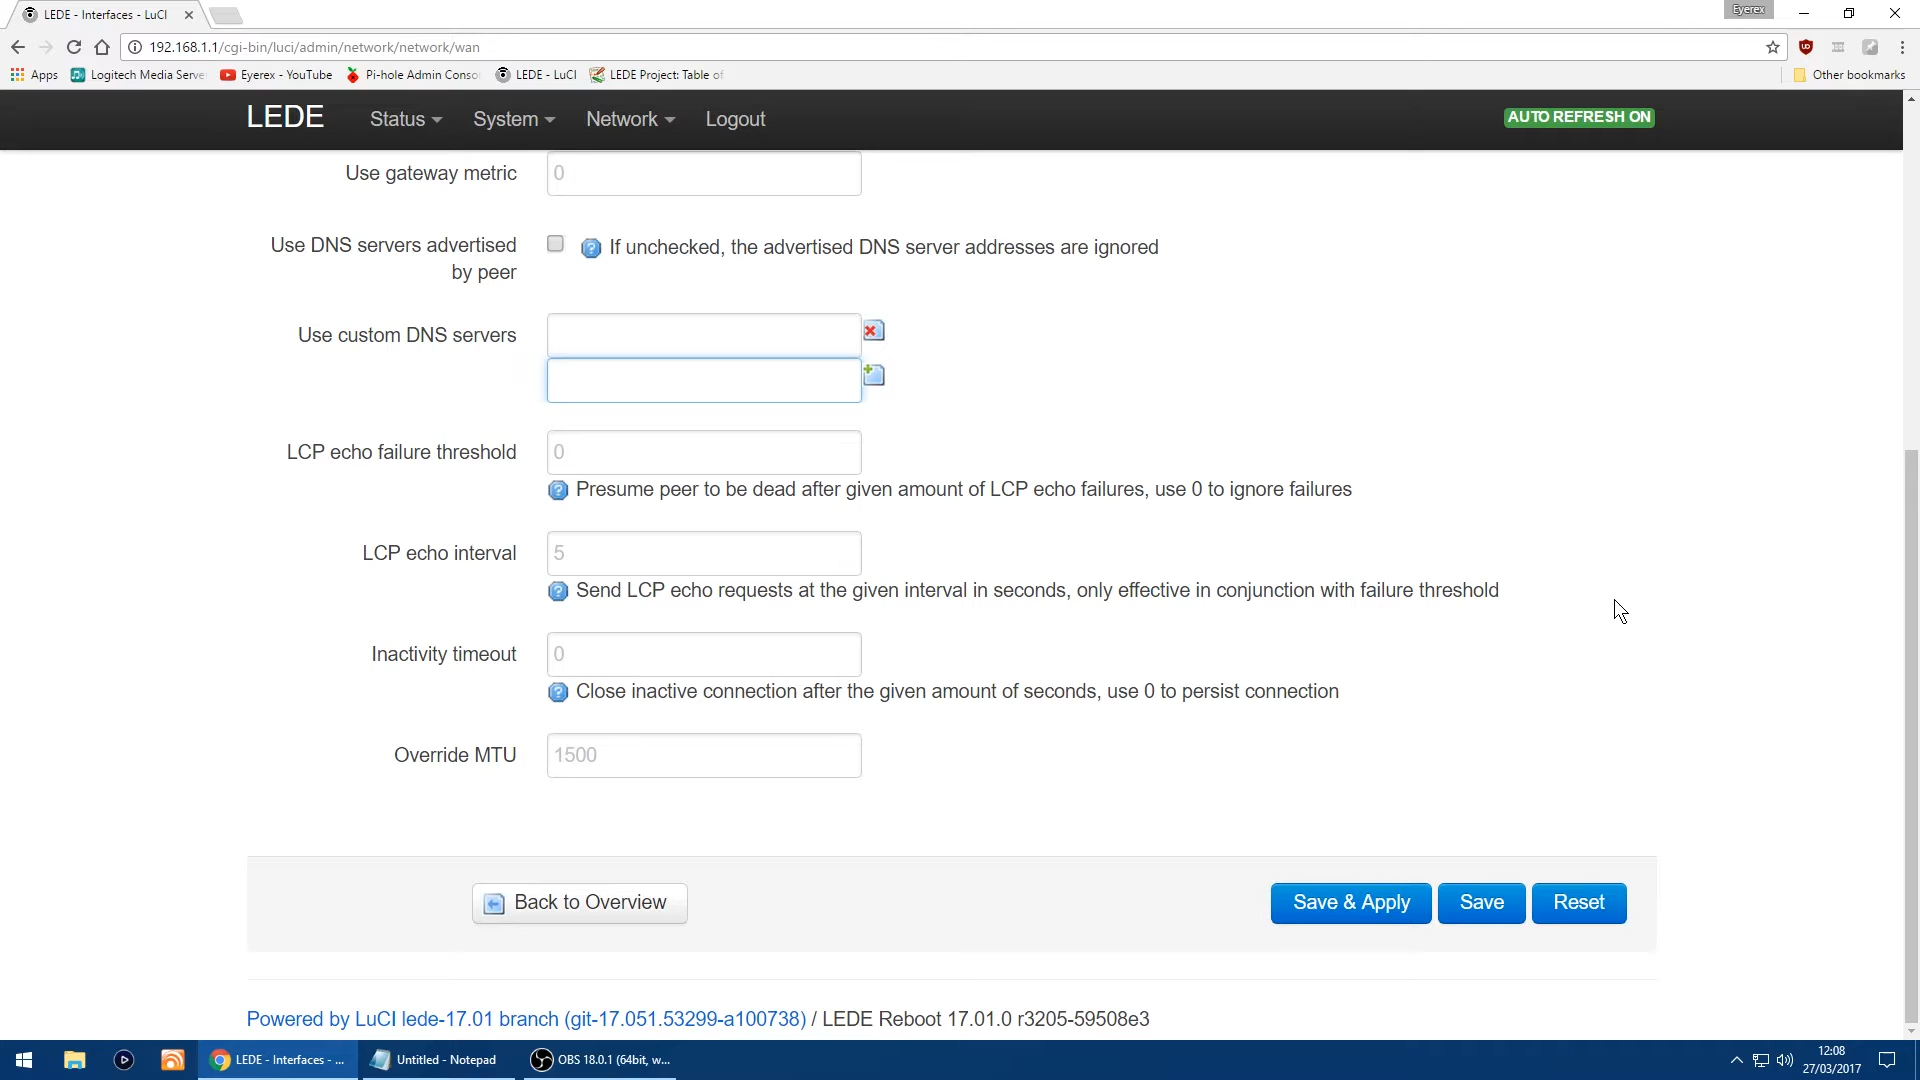 LEDE - Interfaces - LuCI
Eyerex
192.168.1.1/cgi-bin/luci/admin/network/network/wan
Apps
Logitech Media Serve
Eyerex - YouTube
Pi-hole Admin Conso
LEDE - LuCI
LEDE Project: Table of
Other bookmarks
LEDE
Status
System
Network
Logout
AUTO REFRESH ON
Use gateway metric
0
Use DNS servers advertised
by peer
If unchecked, the advertised DNS server addresses are ignored
Use custom DNS servers
LCP echo failure threshold
0
Presume peer to be dead after given amount of LCP echo failures, use 0 to ignore failures
LCP echo interval
5
Send LCP echo requests at the given interval in seconds, only effective in conjunction with failure threshold
Inactivity timeout
0
Close inactive connection after the given amount of seconds, use 0 to persist connection
Override MTU
1500
Back to Overview
Save & Apply
Save
Reset
Powered by LuCI lede-17.01 branch (git-17.051.53299-a100738) / LEDE Reboot 17.01.0 r3205-59508e3
LEDE - Interfaces - ...
Untitled - Notepad
OBS 18.0.1 (64bit, w...
12:08
27/03/2017